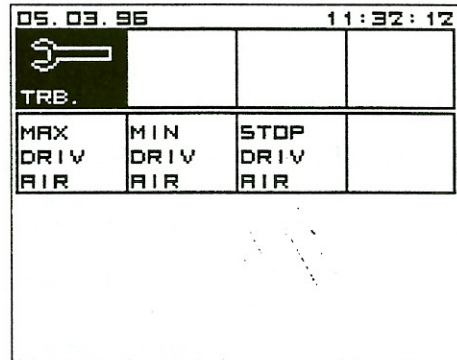 05.03.96 11:32:12
TRB.
MAX MIN STOP
DRIV DRIV DRIV
AIR AIR AIR